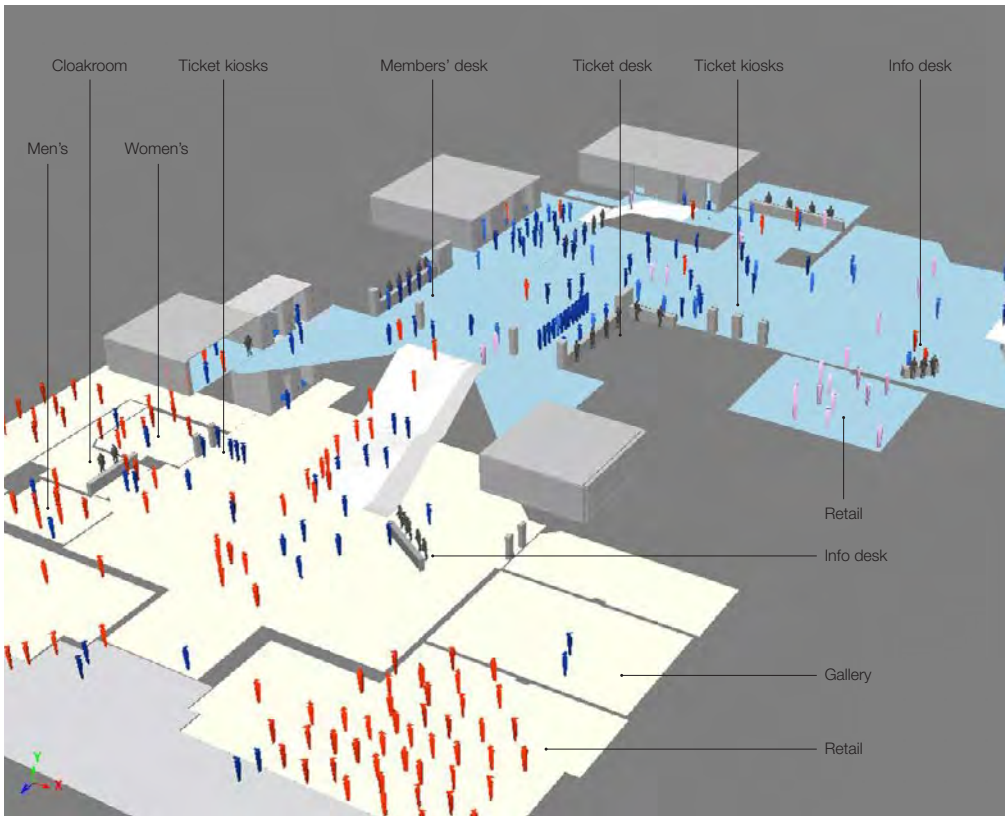 Cloakroom
Ticket kiosks
Members’ desk
Ticket desk
Ticket kiosks
Info desk
Men’s
Women’s
Retail
Info desk
Gallery
Retail
Y
X